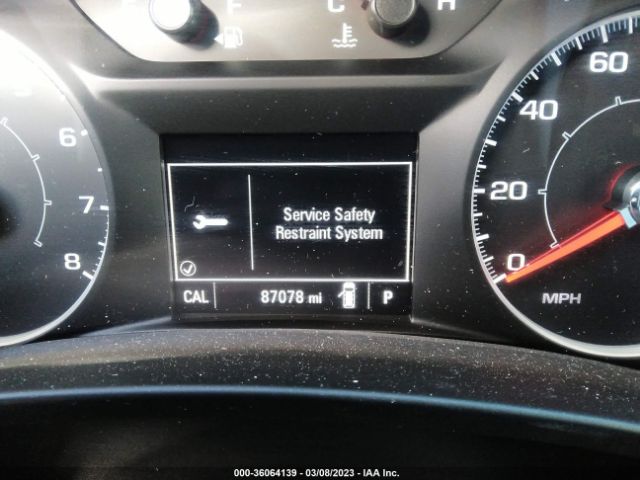 F
C
H
6
7
8
60
40
20
0
MPH
Service Safety
Restraint System
CAL
87078 mi
P
000-36064139 - 03/08/2023 - IAA Inc.